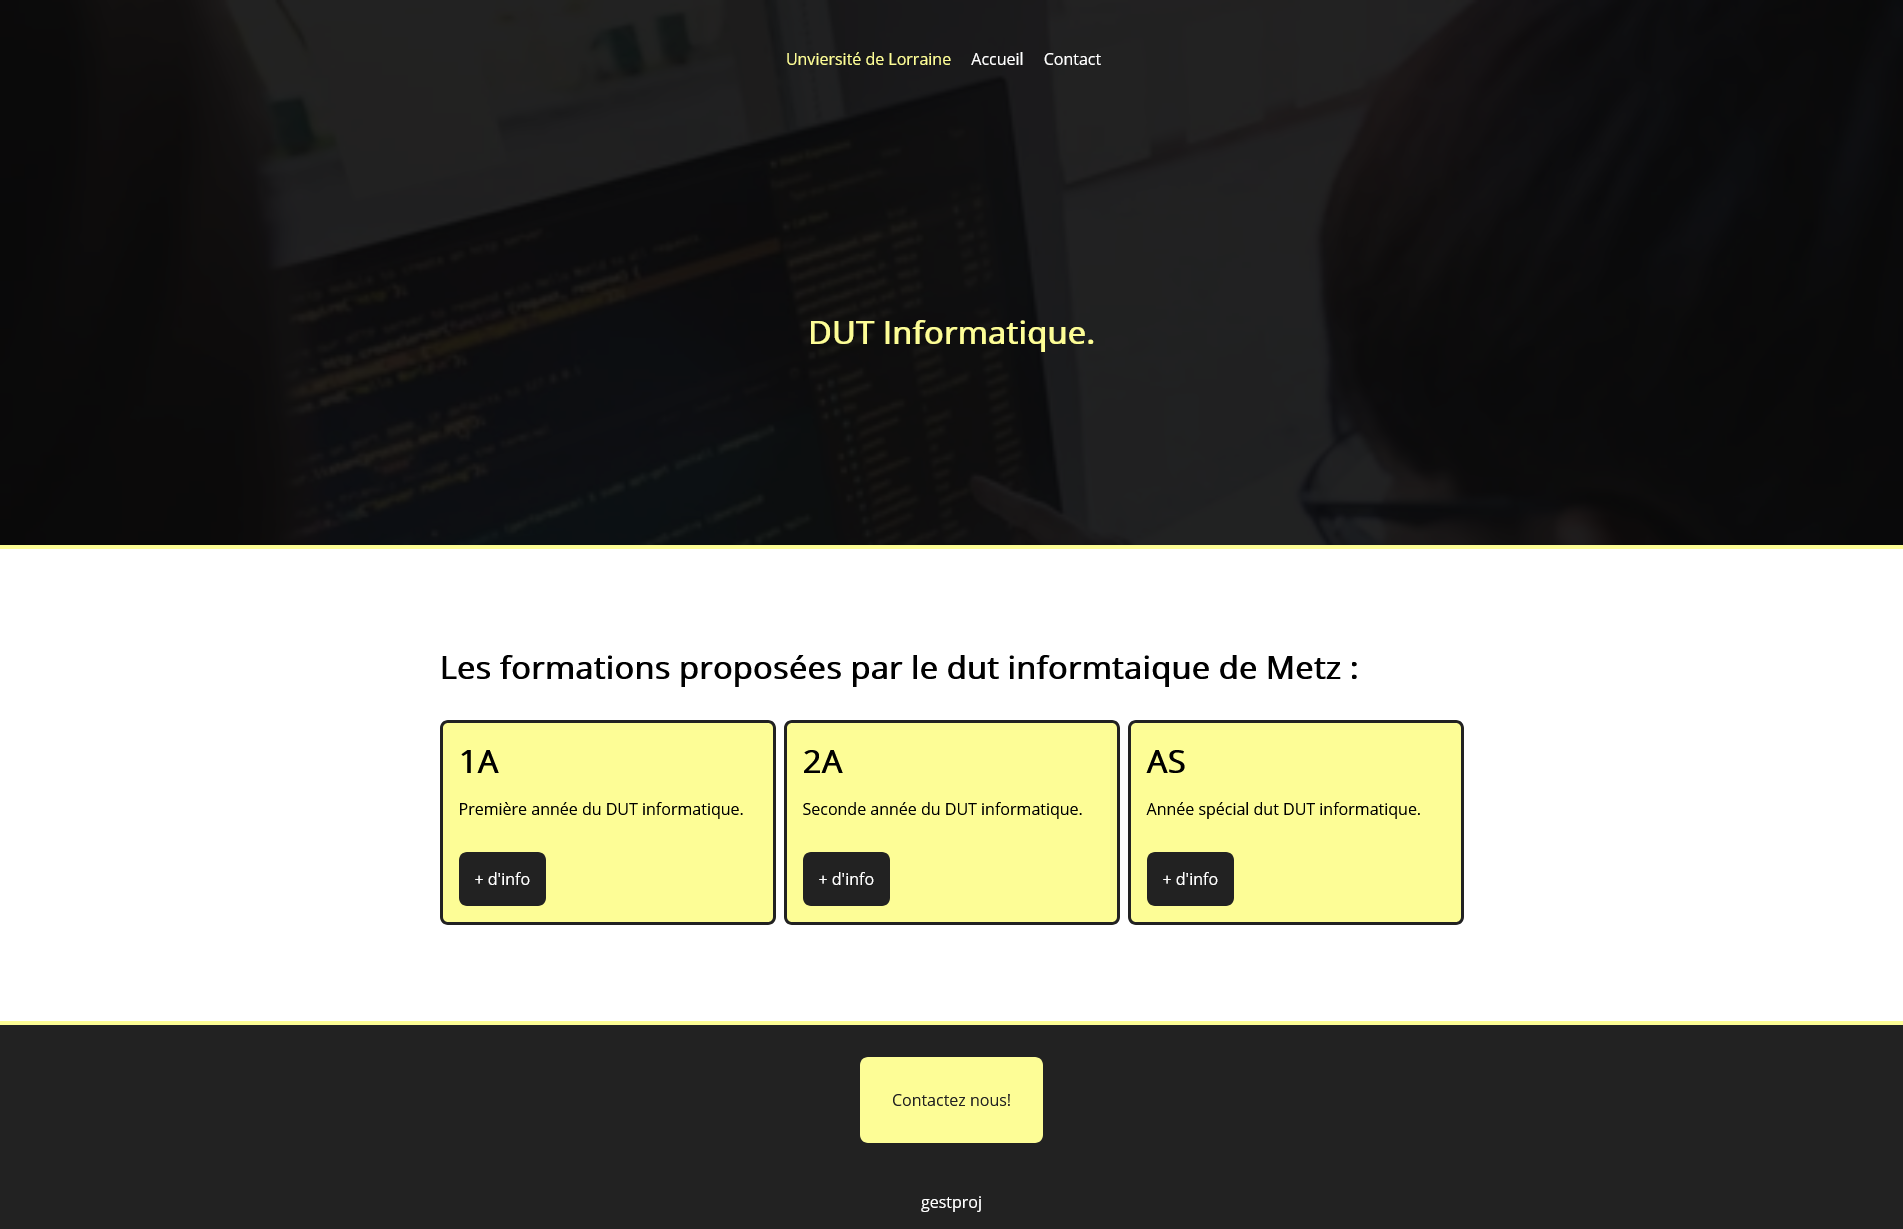 Unviersité de Lorraine Accueil Contact
DUT Informatique.
Les formations proposées par le dut informtaique de Metz :
1A
Première année du DUT informatique.
+ d'info
2A
Seconde année du DUT informatique.
+ d'info
AS
Année spécial dut DUT informatique.
+ d'info
Contactez nous!
gestproj